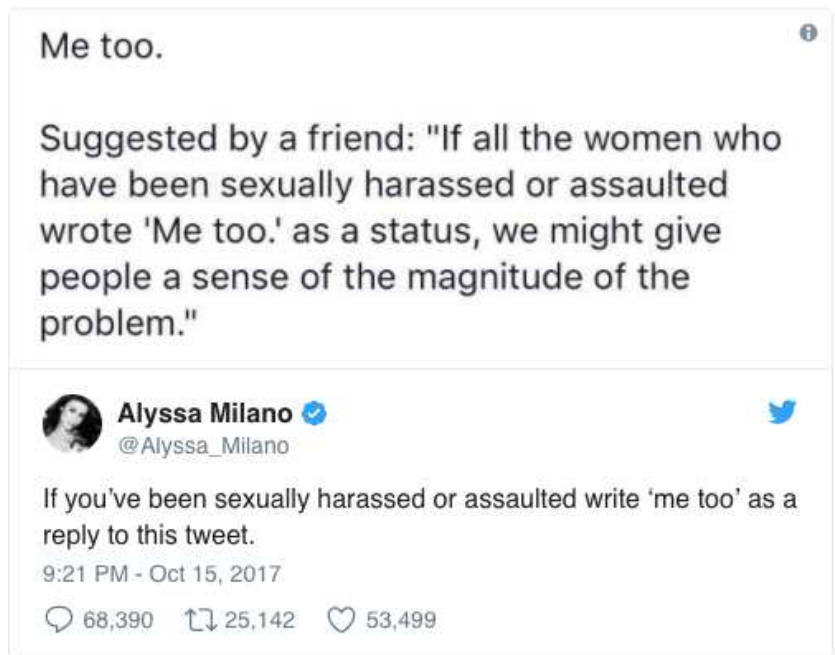 Me too.
Suggested by a friend: "If all the women who
have been sexually harassed or assaulted
wrote 'Me too.' as a status, we might give
people a sense of the magnitude of the
problem."
Alyssa Milano
@Alyssa_Milano
If you’ve been sexually harassed or assaulted write ‘me too’ as a
reply to this tweet.
9:21 PM - Oct 15, 2017
68,390 25,142 53,499